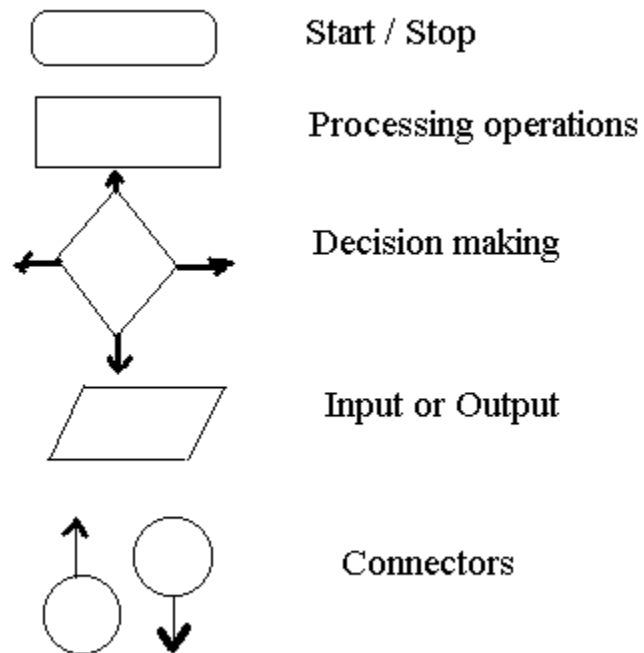 Start / Stop
Processing operations
Decision making
Input or Output
Connectors